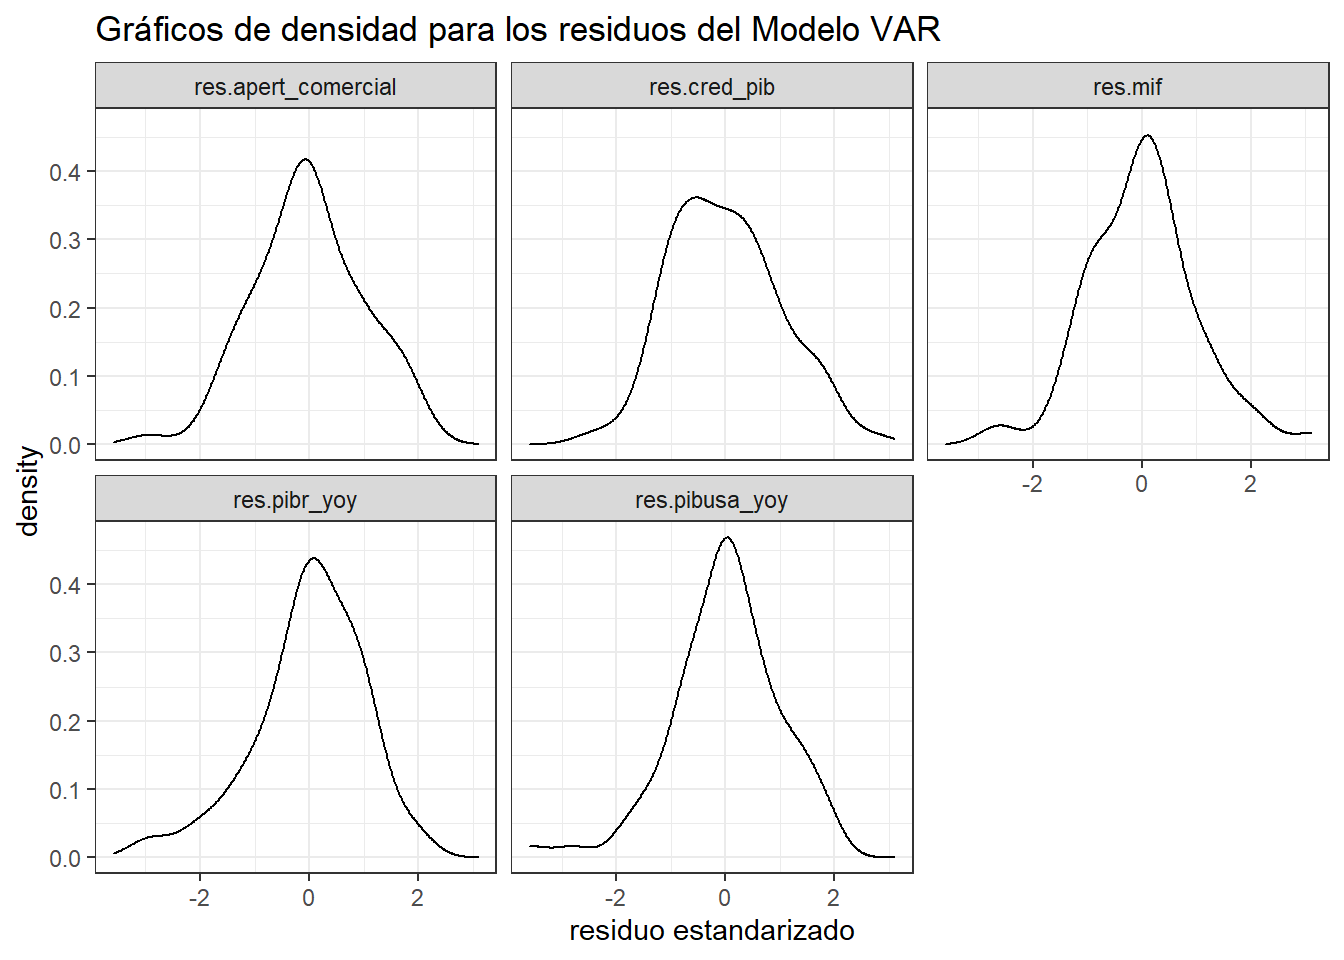 Gráficos de densidad para los residuos del Modelo VAR
res.apert_comercial
res.cred_pib
res.mif
0.4
0.3
0.2
0.1
0.0
-2 0 2
density
res.pibr_yoy
res.pibusa_yoy
0.4
0.3
0.2
0.1
0.0
-2 0 2
-2 0 2
residuo estandarizado